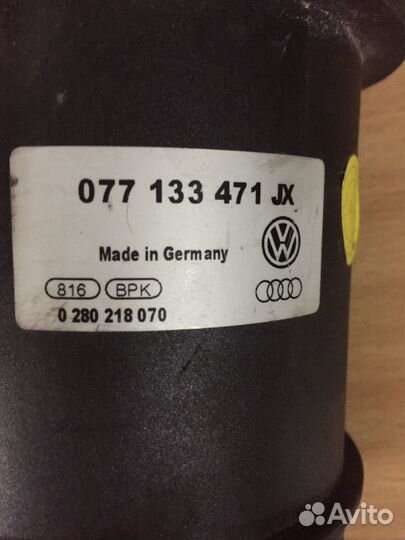 077 133 471 JX
Made in Germany
816 BPK
0 280 218 070
Avito